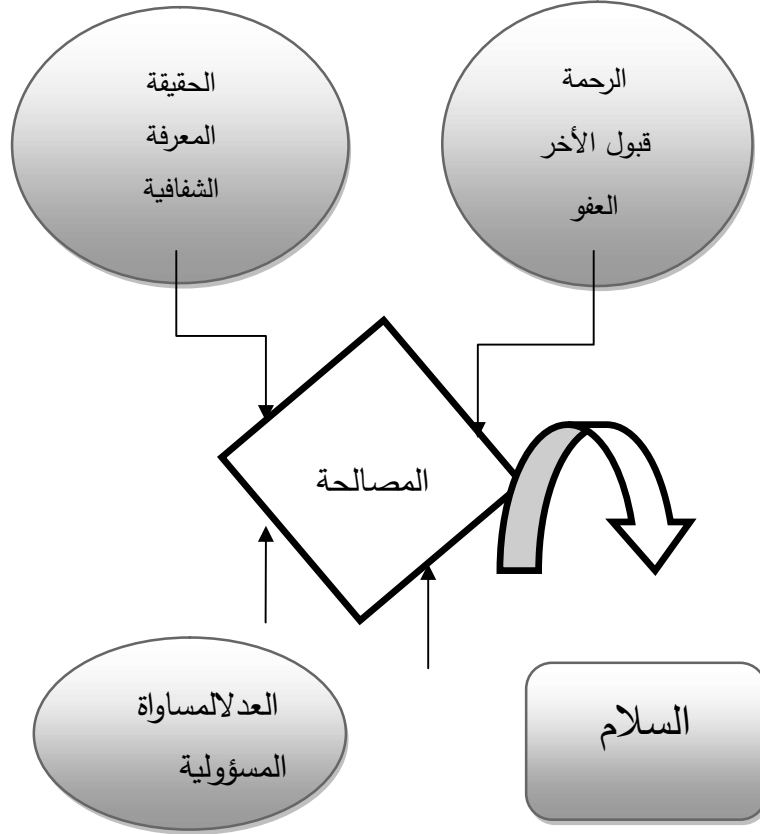 الرحمة
قبول الأخر
العفو
الحقيقة
المعرفة
الشفافية
المصالحة
العدلالمساواة
المسؤولية
السلام